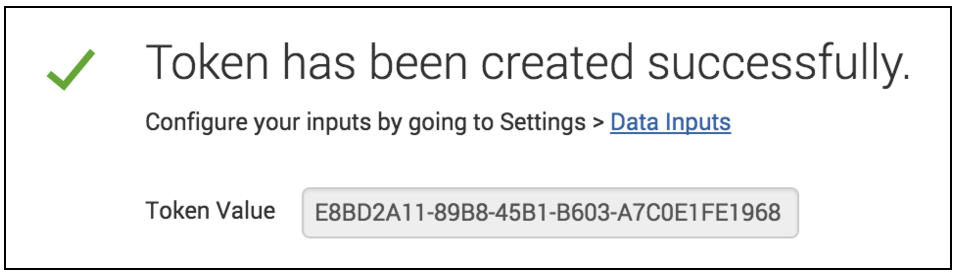 Token has been created successfully.
Configure your inputs by going to Settings > Data Inputs
Token Value E8BD2A11-89B8-45B1-B603-A7C0E1FE1968